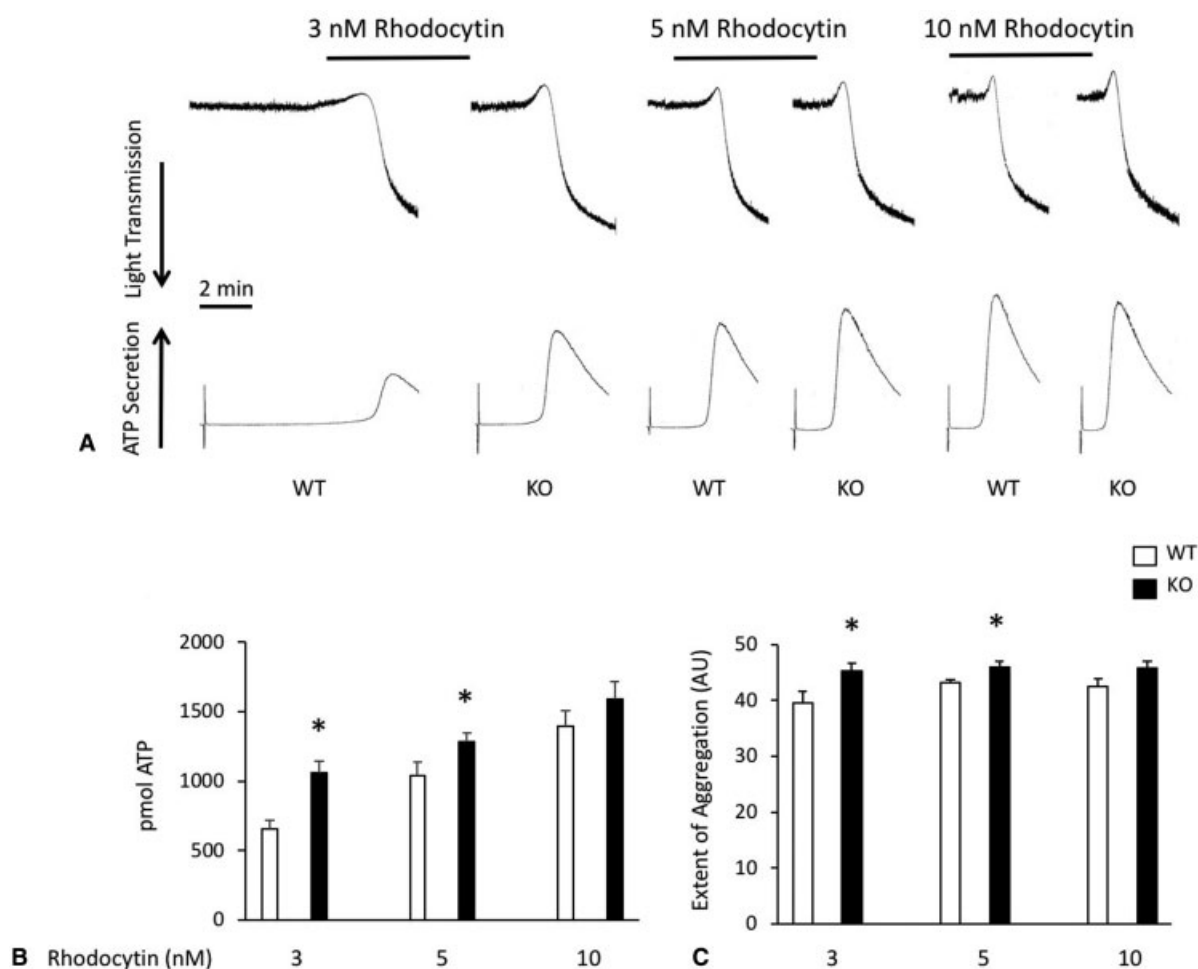 3 nM Rhodocytin 5 nM Rhodocytin 10 nM Rhodocytin
Light Transmission
2 min
ATP Secretion
A
WT KO WT KO WT KO
WT
KO
2000
1500
1000
500
0
pmol ATP
* *
B Rhodocytin (nM) 3 5 10
50
40
30
20
10
0
Extent of Aggregation (AU)
* *
C 3 5 10